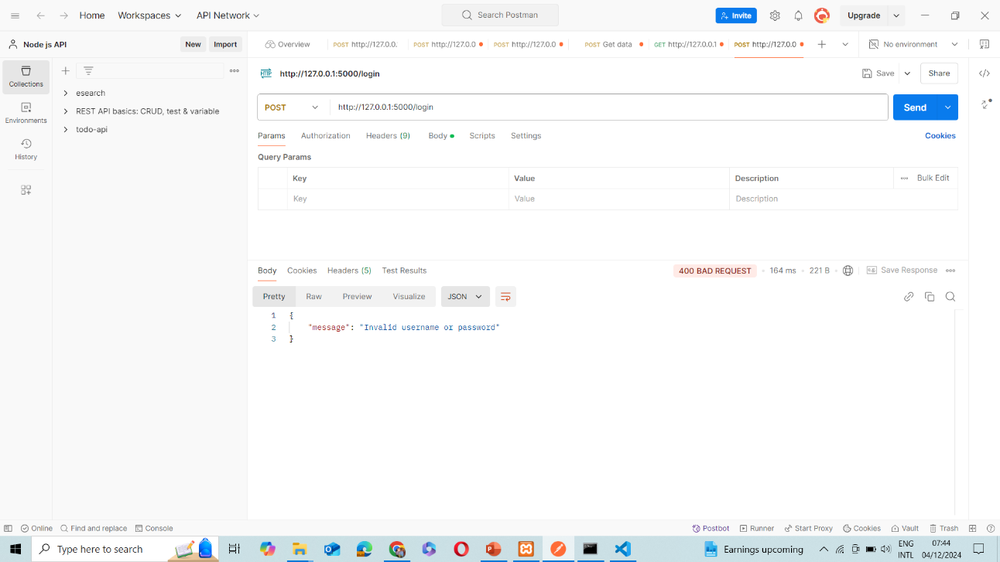 Home
Workspaces
API Network
Search Postman
Invite
Upgrade
Node js API
New
Import
Overview
POST http://127.0.0.
POST http://127.0.0
POST http://127.0.0
POST Get data
GET http://127.0.0.1
POST http://127.0.0
No environment
Collections
Environments
History
esearch
REST API basics: CRUD, test & variable
todo-api
HTTP
http://127.0.0.1:5000/login
Save
Share
POST
http://127.0.0.1:5000/login
Send
Params
Authorization
Headers (9)
Body
Scripts
Settings
Cookies
Query Params
Key
Value
Description
Bulk Edit
Key
Value
Description
Body
Cookies
Headers (5)
Test Results
400 BAD REQUEST
164 ms
221 B
e.g.
Save Response
Pretty
Raw
Preview
Visualize
JSON
1 {
2 "message": "Invalid username or password"
3 }
Online
Find and replace
Console
Postbot
Runner
Start Proxy
Cookies
Vault
Trash
Type here to search
Earnings upcoming
ENG
INTL
07:44
04/12/2024